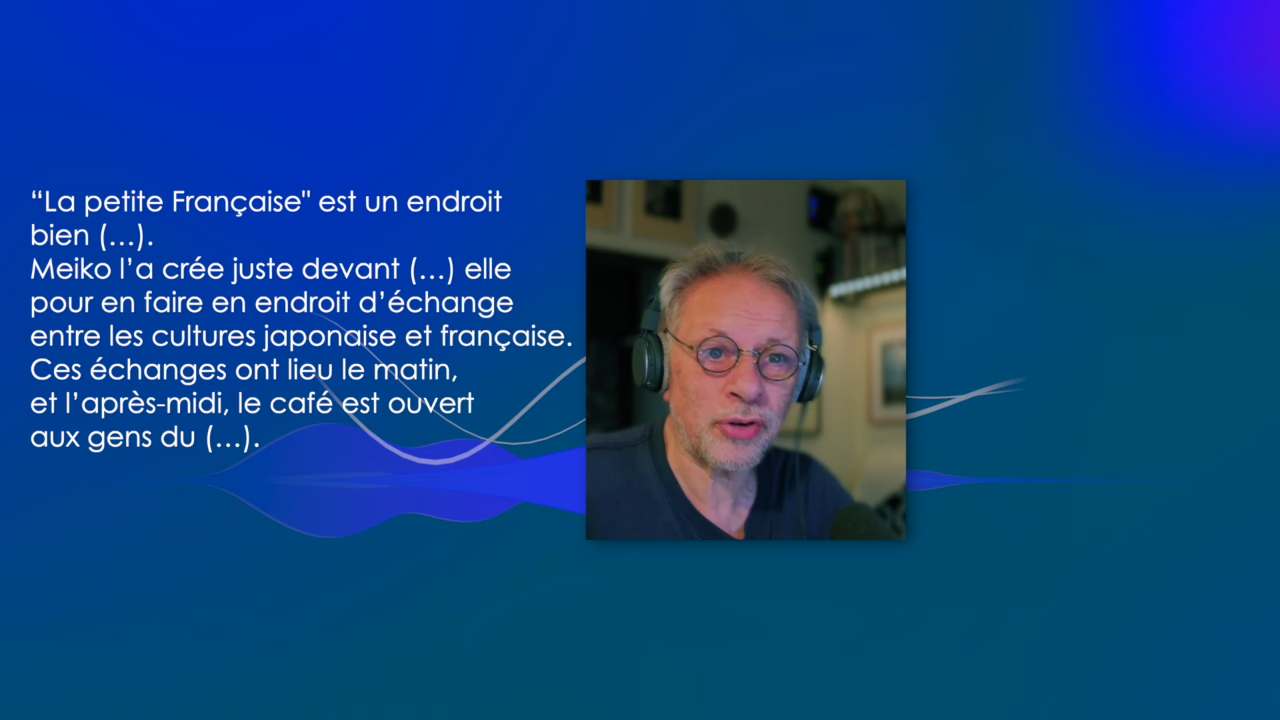 “La petite Française" est un endroit
bien (…).
Meiko l’a crée juste devant (…) elle
pour en faire en endroit d’échange
entre les cultures japonaise et française.
Ces échanges ont lieu le matin,
et l’après-midi, le café est ouvert
aux gens du (…).